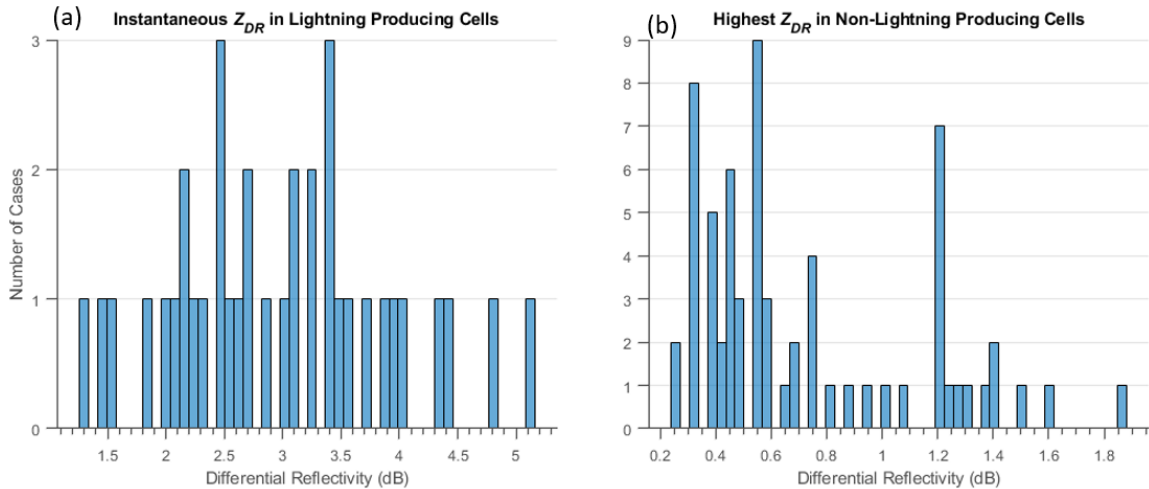 (a)
Instantaneous Z_DR in Lightning Producing Cells
3
2
1
0
Number of Cases
1.5 2 2.5 3 3.5 4 4.5 5
Differential Reflectivity (dB)
(b)
Highest Z_DR in Non-Lightning Producing Cells
9
8
7
6
5
4
3
2
1
0
0.2 0.4 0.6 0.8 1 1.2 1.4 1.6 1.8
Differential Reflectivity (dB)